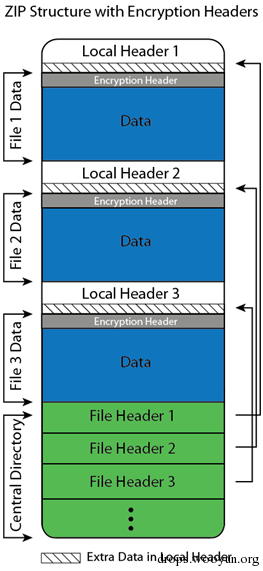 ZIP Structure with Encryption Headers
Local Header 1
Encryption Header
Data
File 1 Data
Local Header 2
Encryption Header
Data
File 2 Data
Local Header 3
Encryption Header
Data
File 3 Data
Central Directory
File Header 1
File Header 2
File Header 3
Extra Data in Local Header
drops.wooyun.org